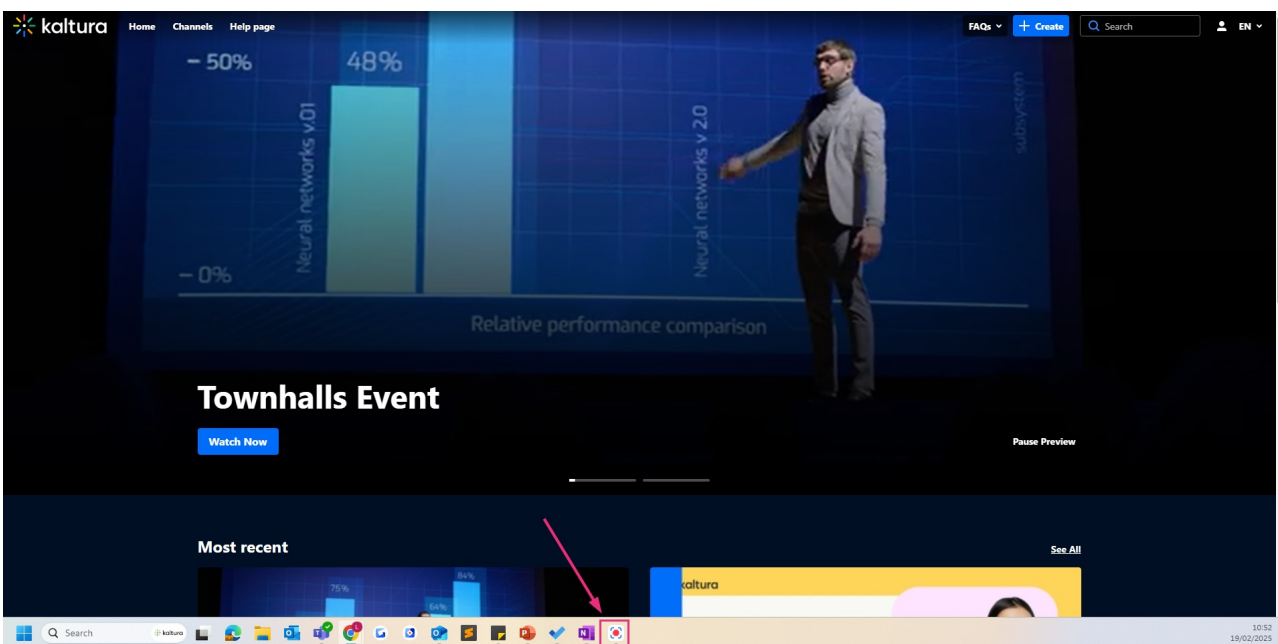 kaltura Home Channels Help page FAQs + Create Search EN
– 50%
48%
Neural networks v.01
Neural networks v 2.0
subsystem
– 0%
Relative performance comparison
Townhalls Event
Watch Now
Pause Preview
Most recent
See All
75%
84%
64%
kaltura
Search
kaltura
10:52
19/02/2025